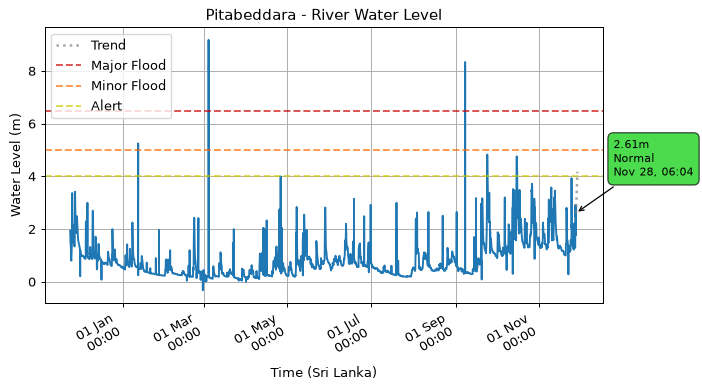 Pitabeddara - River Water Level
Trend
Major Flood
Minor Flood
Alert
Water Level (m)
8
6
4
2
0
2.61m
Normal
Nov 28, 06:04
01 Jan
00:00
01 Mar
00:00
01 May
00:00
01 Jul
00:00
01 Sep
00:00
01 Nov
00:00
Time (Sri Lanka)